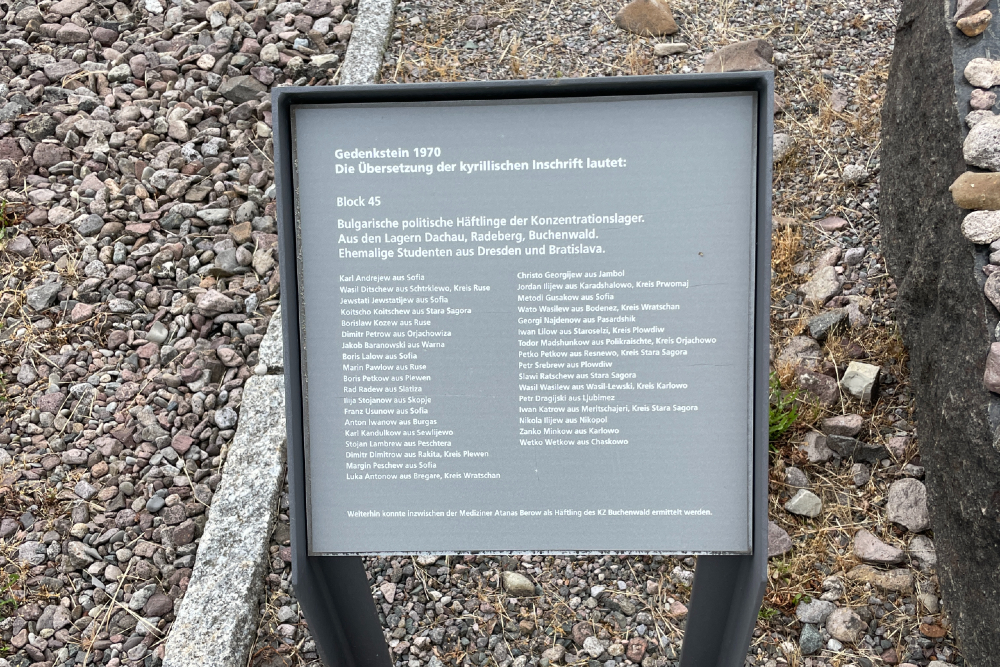 Gedenkstein 1970
Die Übersetzung der kyrillischen Inschrift lautet:
Block 45
Bulgarische politische Häftlinge der Konzentrationslager.
Aus den Lagern Dachau, Radeberg, Buchenwald.
Ehemalige Studenten aus Dresden und Bratislava.
Karl Andrejew aus Sofia
Wasil Ditschew aus Schtrklewo, Kreis Ruse
Jewstati Jewstatijew aus Sofia
Koitscho Koitschew aus Stara Sagora
Borislaw Kozew aus Ruse
Dimitr Petrow aus Orjachowiza
Jakob Baranowski aus Warna
Boris Lalow aus Sofia
Marin Pawlow aus Ruse
Boris Petkow aus Plewen
Rad Radew aus Slatiza
Ilija Stojanow aus Skopje
Franz Usunow aus Sofia
Anton Iwanow aus Burgas
Karl Kandulkow aus Sewlijewo
Stojan Lambrew aus Peschtera
Dimitr Dimitrow aus Rakita, Kreis Plewen
Margin Peschew aus Sofia
Luka Antonow aus Bregare, Kreis Wratschan
Christo Georgijew aus Jambol
Jordan Ilijew aus Karadshalowo, Kreis Prwomaj
Metodi Gusakow aus Sofia
Wato Wasilew aus Bodenez, Kreis Wratschan
Georgi Najdenow aus Pasardshik
Iwan Lilow aus Staroselzi, Kreis Plowdiw
Todor Madshunkow aus Polikraischte, Kreis Orjachowo
Petko Petkow aus Resnewo, Kreis Stara Sagora
Petr Srebrew aus Plowdiw
Slawi Ratschew aus Stara Sagora
Wasil Wasilew aus Wasil-Lewski, Kreis Karlowo
Petr Dragijski aus Ljubimez
Iwan Katrow aus Meritschajeri, Kreis Stara Sagora
Nikola Ilijew aus Nikopol
Zanko Minkow aus Karlowo
Wetko Wetkow aus Chaskowo
Weiterhin konnte inzwischen der Mediziner Atanas Berow als Häftling des KZ Buchenwald ermittelt werden.